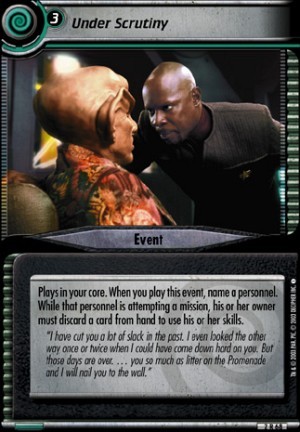 3 Under Scrutiny
Event
Plays in your core. When you play this event, name a personnel.
While that personnel is attempting a mission, his or her owner
must discard a card from hand to use his or her skills.
"I have cut you a lot of slack in the past. I even looked the other
way once or twice when I could have come down hard on you. But
those days are over. . . . you so much as litter on the Promenade
and I will nail you to the wall."
2 R 68